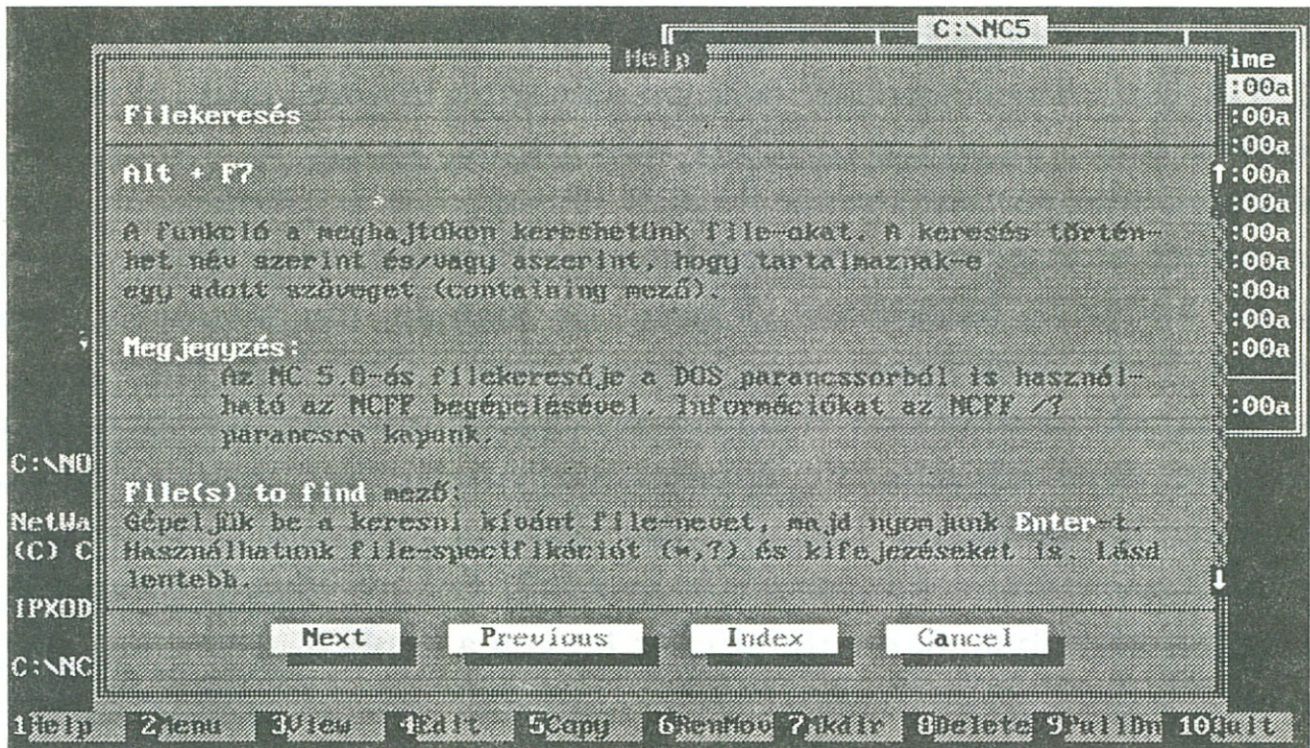 C:\NC5
Help
ime
Filekeresés
:00a
:00a
:00a
Alt + F7
:00a
:00a
A funkció a meghajtókon kereshetünk file-okat. A keresés történ-
:00a
het név szerint és/vagy aszerint, hogy tartalmaznak-e
:00a
egy adott szöveget (containing mező).
:00a
:00a
Megjegyzés:
:00a
Az NC 5.0-ás filekeresője a DOS parancssorból is használ-
ható az NCFF begépelésével. Információkat az NCFF /?
:00a
parancsra kapunk.
C:\NO
File(s) to find mező:
NetWa
Gépeljük be a keresni kívánt file-nevet, majd nyomjunk Enter-t.
(C) C
Használhatunk file-specifikációt (*,?) és kifejezéseket is. Lásd
lentebb.
IPXOD
Next Previous Index Cancel
C:\NC
1Help 2Menu 3View 4Edit 5Copy 6RenMov 7Mkdir 8Delete 9PullDn 10Quit